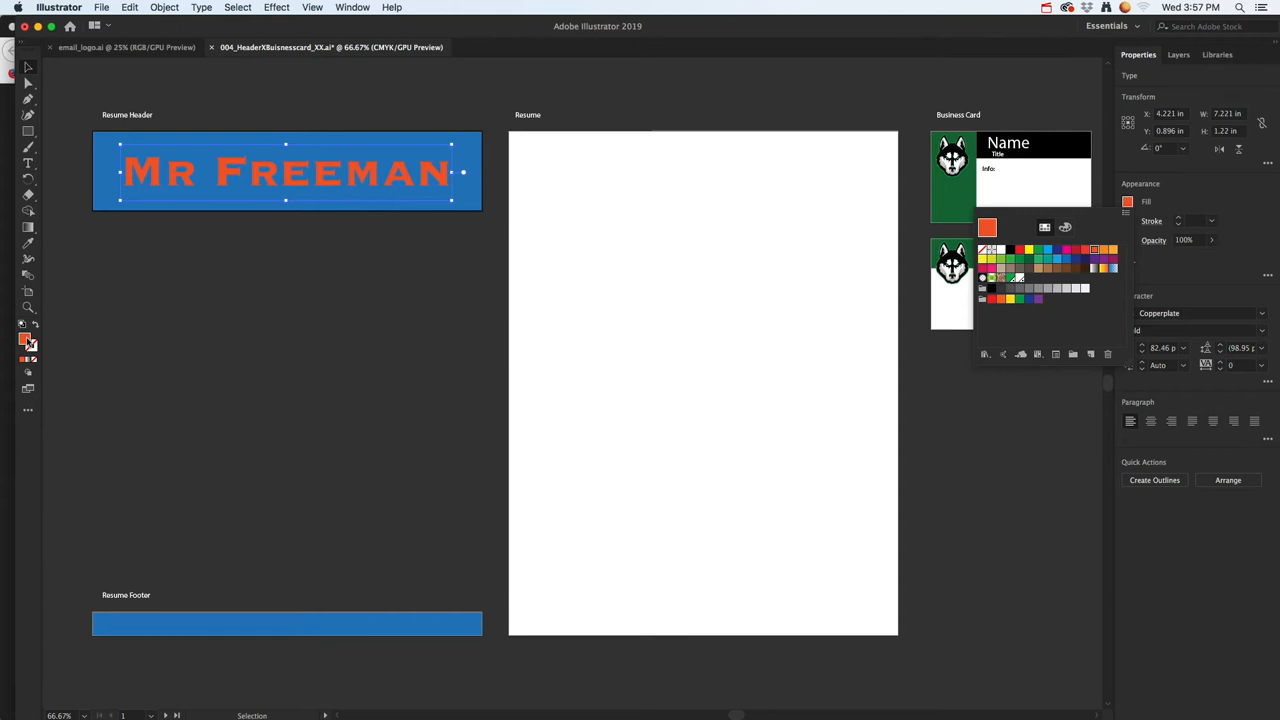 Illustrator File Edit Object Type Select Effect View Window Help
Wed 3:57 PM
Adobe Illustrator 2019
Essentials
Search Adobe Stock
email_logo.ai @ 25% (RGB/GPU Preview)
004_HeaderXBuisnesscard_XX.ai* @ 66.67% (CMYK/GPU Preview)
Properties Layers Libraries
Type
Transform
X: 4.221 in W: 7.221 in
Y: 0.896 in H: 1.22 in
0°
Resume Header
Mr Freeman
Resume
Business Card
Name
Title
Info:
Appearance
Fill
Stroke
Opacity 100%
aracter
Copperplate
ld
82.46 p (98.95 p
Auto 0
Paragraph
Quick Actions
Create Outlines Arrange
Resume Footer
66.67% 1 Selection